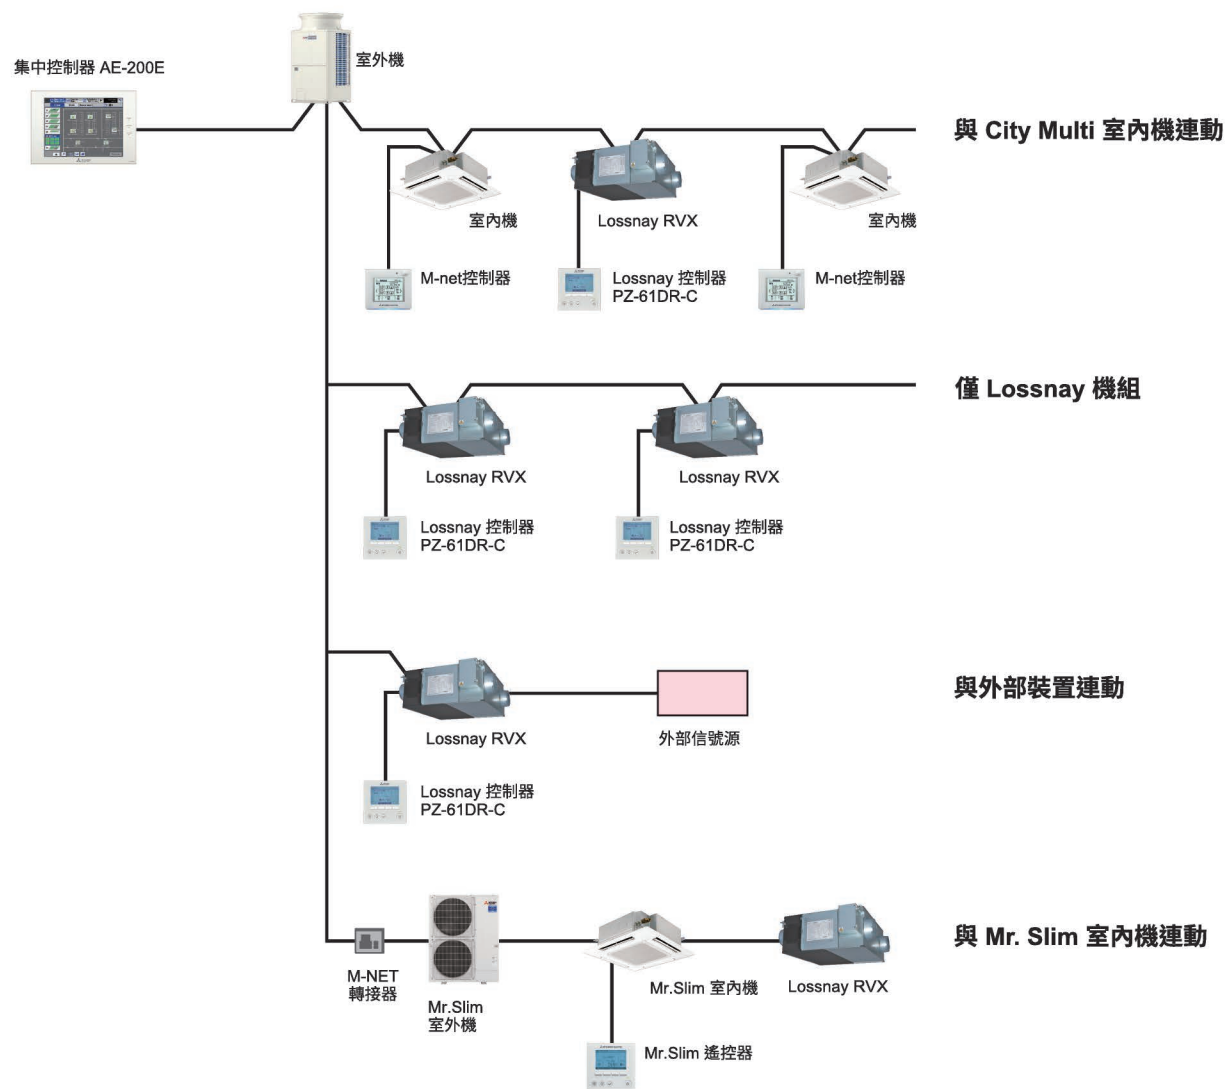 集中控制器 AE-200E
室外機
與 City Multi 室內機連動
室內機
Lossnay RVX
室內機
M-net控制器
Lossnay 控制器
PZ-61DR-C
M-net控制器
僅 Lossnay 機組
Lossnay RVX
Lossnay RVX
Lossnay 控制器
PZ-61DR-C
Lossnay 控制器
PZ-61DR-C
與外部裝置連動
Lossnay RVX
外部信號源
Lossnay 控制器
PZ-61DR-C
與 Mr. Slim 室內機連動
M-NET
轉接器
Mr.Slim
室外機
Mr.Slim 室內機
Lossnay RVX
Mr.Slim 遙控器